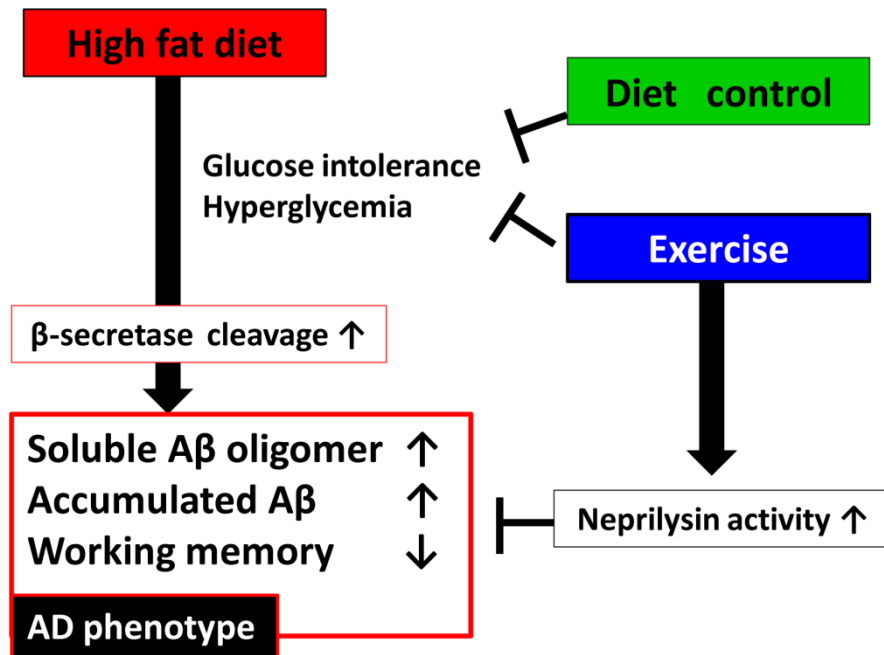 High fat diet
Diet control
Glucose intolerance
Hyperglycemia
Exercise
β-secretase cleavage ↑
Soluble Aβ oligomer ↑
Accumulated Aβ ↑
Working memory ↓
Neprilysin activity ↑
AD phenotype